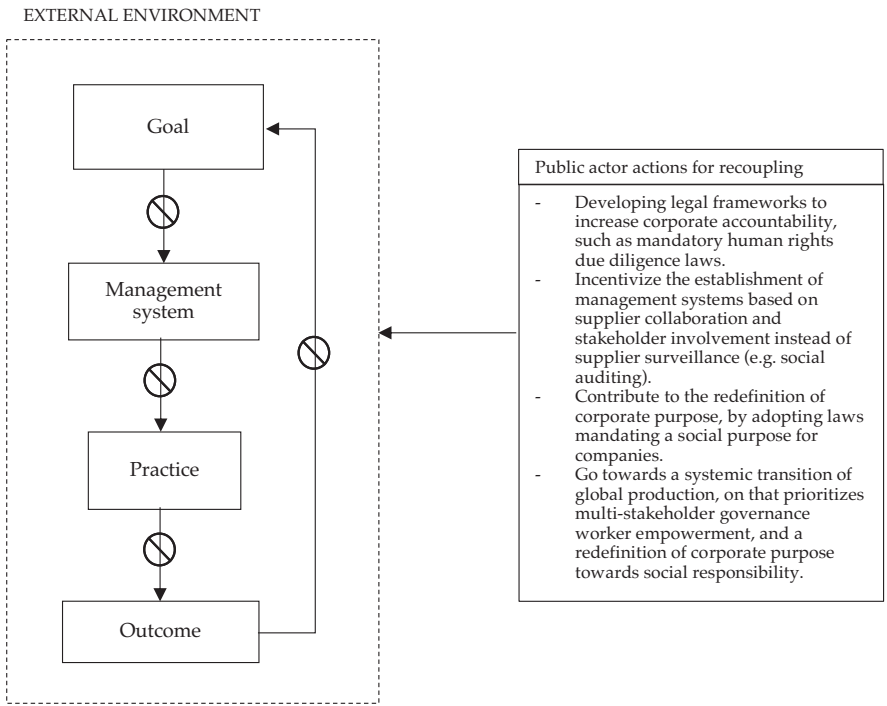 EXTERNAL ENVIRONMENT
Goal
Management
system
Practice
Outcome
Public actor actions for recoupling
- Developing legal frameworks to
increase corporate accountability,
such as mandatory human rights
due diligence laws.
- Incentivize the establishment of
management systems based on
supplier collaboration and
stakeholder involvement instead of
supplier surveillance (e.g. social
auditing).
- Contribute to the redefinition of
corporate purpose, by adopting laws
mandating a social purpose for
companies.
- Go towards a systemic transition of
global production, on that prioritizes
multi-stakeholder governance
worker empowerment, and a
redefinition of corporate purpose
towards social responsibility.